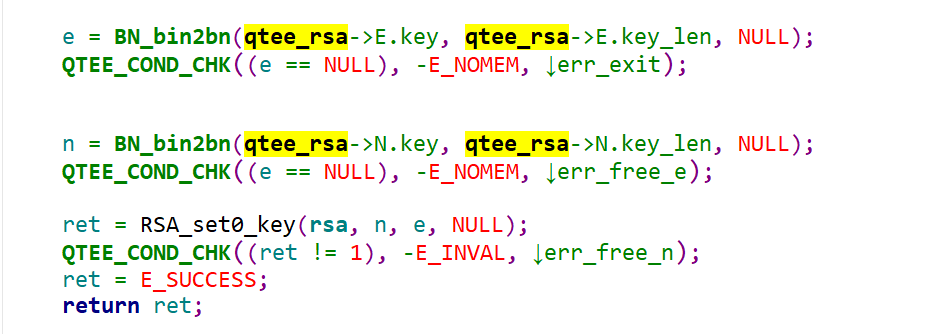 e = BN_bin2bn(qtee_rsa->E.key, qtee_rsa->E.key_len, NULL);
QTEE_COND_CHK((e == NULL), -E_NOMEM, ↓err_exit);
n = BN_bin2bn(qtee_rsa->N.key, qtee_rsa->N.key_len, NULL);
QTEE_COND_CHK((e == NULL), -E_NOMEM, ↓err_free_e);
ret = RSA_set0_key(rsa, n, e, NULL);
QTEE_COND_CHK((ret != 1), -E_INVAL, ↓err_free_n);
ret = E_SUCCESS;
return ret;